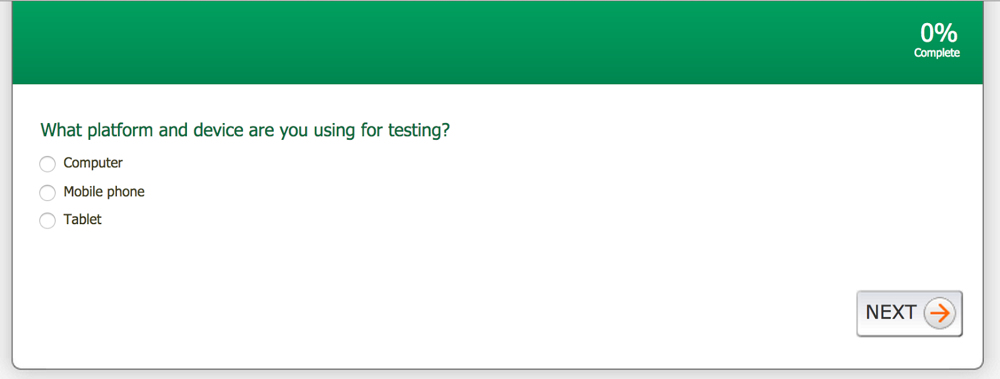 0%
Complete
What platform and device are you using for testing?
Computer
Mobile phone
Tablet
NEXT